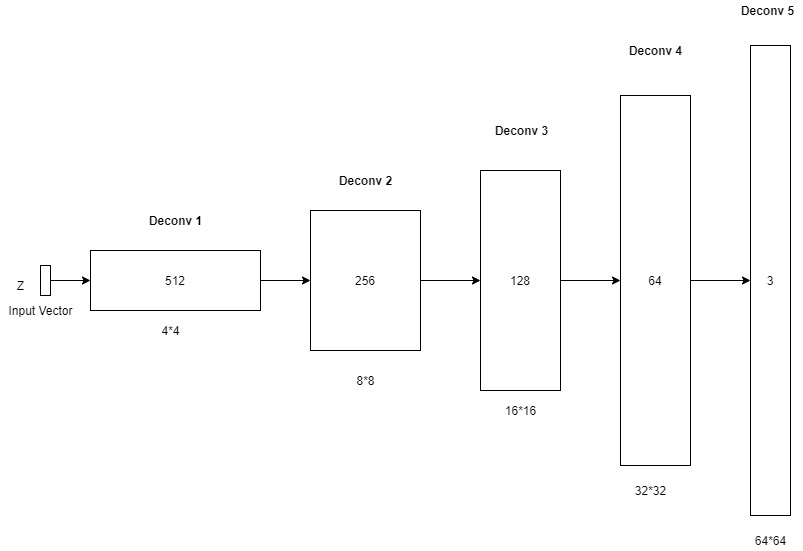 Deconv 5
Deconv 4
Deconv 3
Deconv 2
Deconv 1
Z
512
256
128
64
3
Input Vector
4*4
8*8
16*16
32*32
64*64